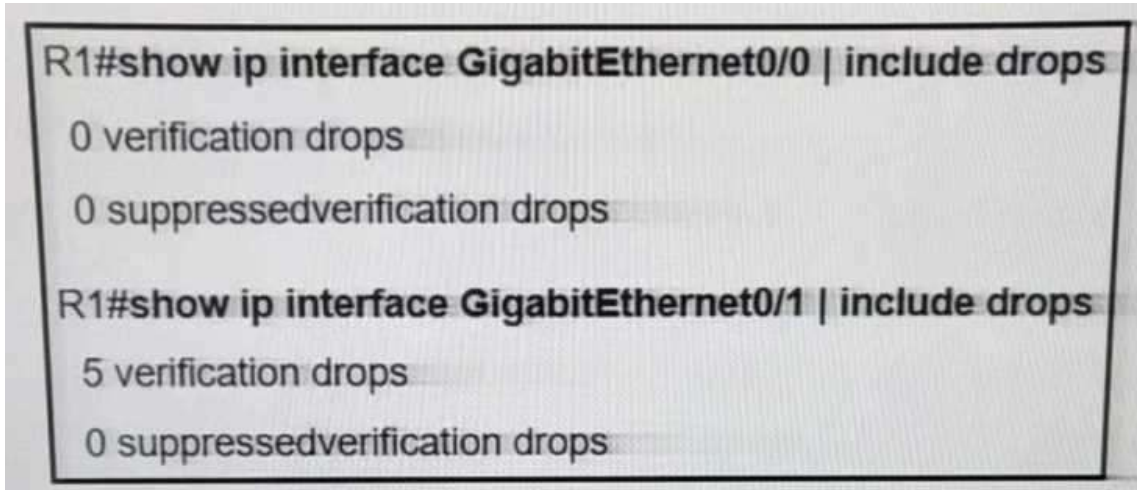 R1#show ip interface GigabitEthernet0/0 | include drops
0 verification drops
0 suppressedverification drops
R1#show ip interface GigabitEthernet0/1 | include drops
5 verification drops
0 suppressedverification drops